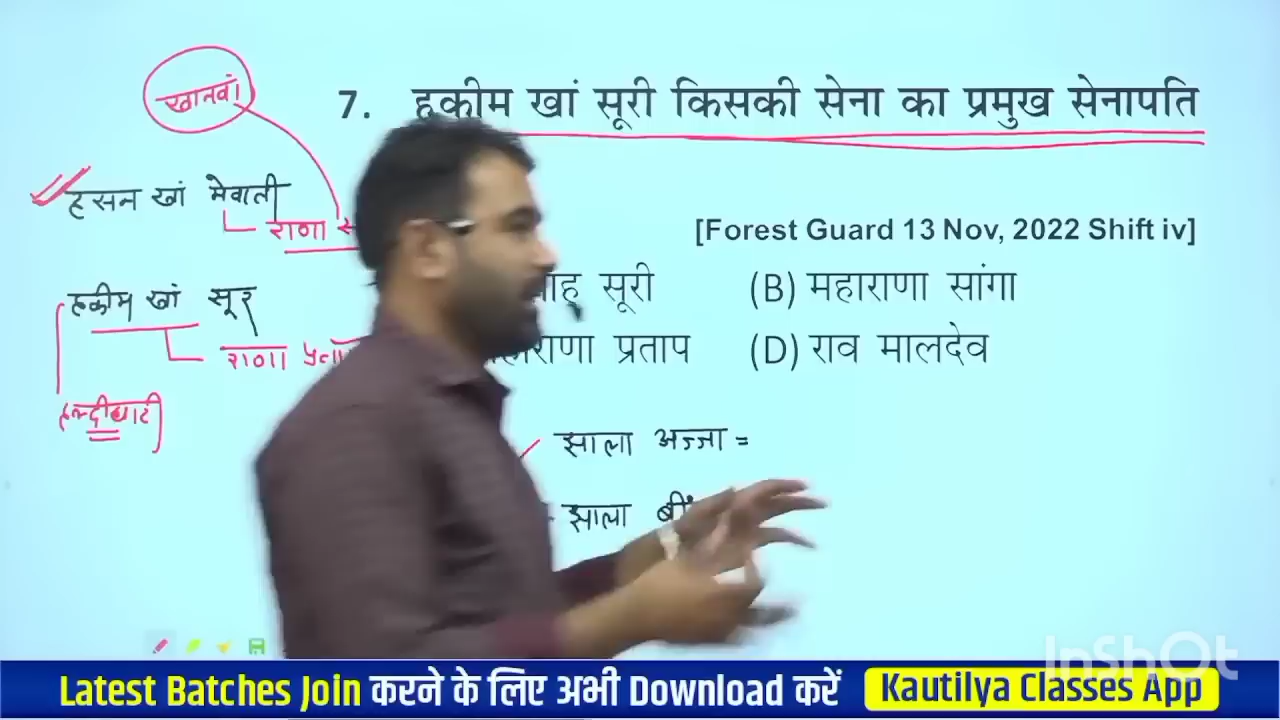 खानवां
7. हकीम खां सूरी किसकी सेना का प्रमुख सेनापति
हसन खां मेवाती
राणा
[Forest Guard 13 Nov, 2022 Shift iv]
सूरी (B) महाराणा सांगा
हकीम खां सूर
राणा
प्रताप (D) राव मालदेव
हल्दीघाटी
झाला अज्जा =
झाला
Latest Batches Join करने के लिए अभी Download करें Kautilya Classes App
InShOt